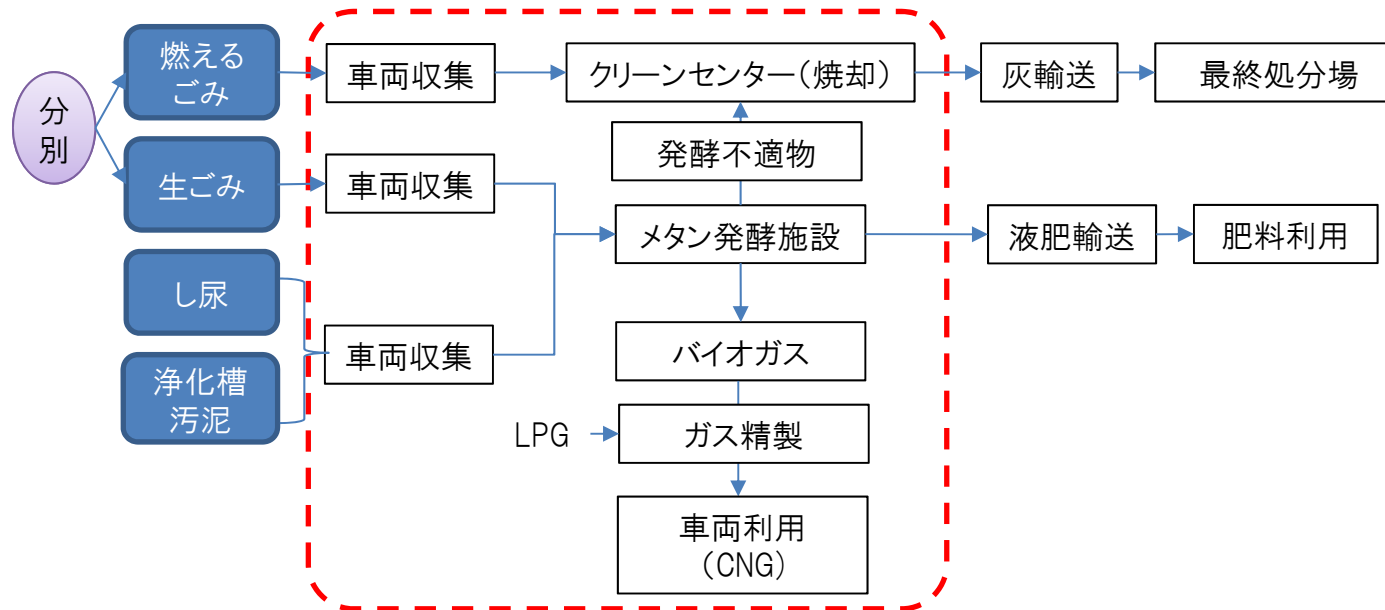 分
別
燃える
ごみ
車両収集
クリーンセンター(焼却)
灰輸送
最終処分場
発酵不適物
生ごみ
車両収集
メタン発酵施設
液肥輸送
肥料利用
し尿
浄化槽
汚泥
車両収集
バイオガス
LPG
ガス精製
車両利用
(CNG)